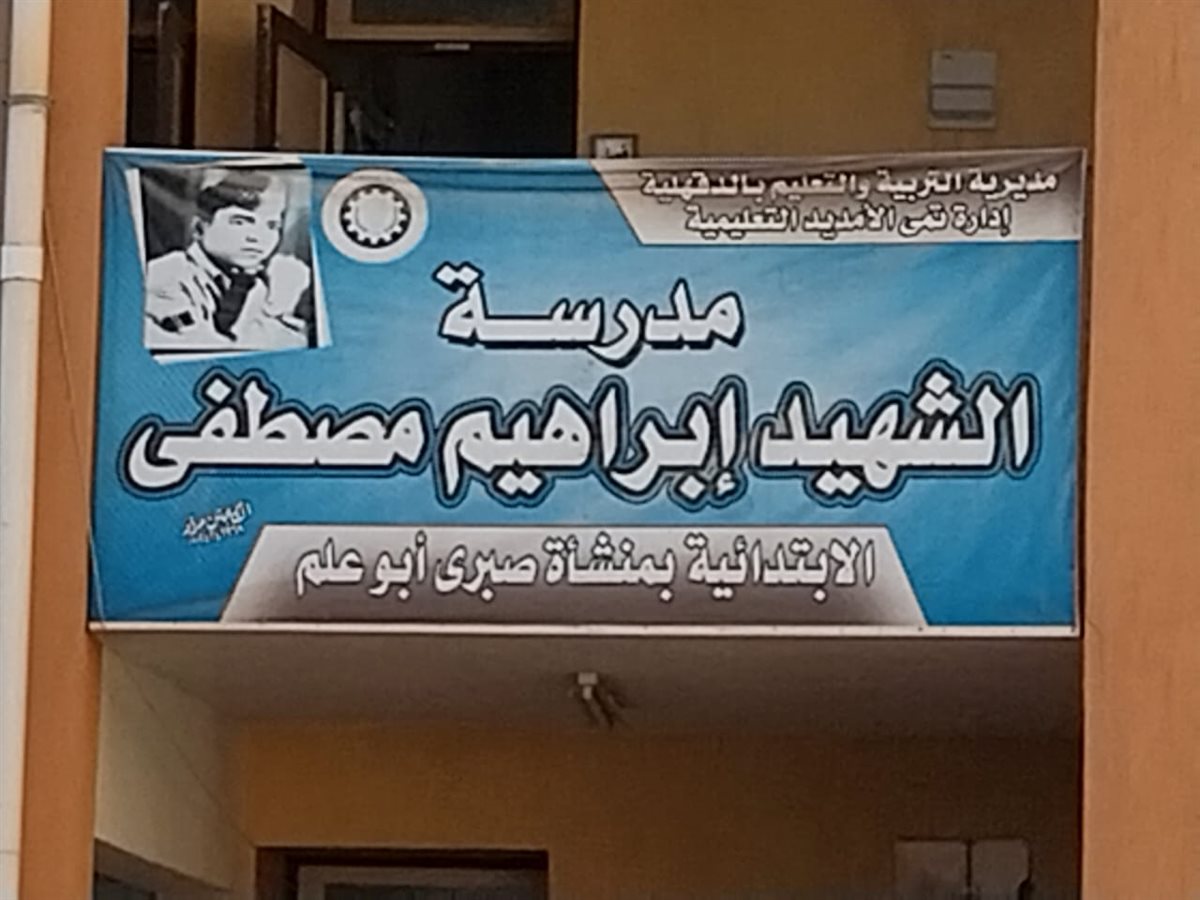 مديرية التربية والتعليم بالدقهلية
إدارة تمى الأمديد التعليمية
مدرسة
الشهيد إبراهيم مصطفى
الابتدائية بمنشأة صبرى أبو علم